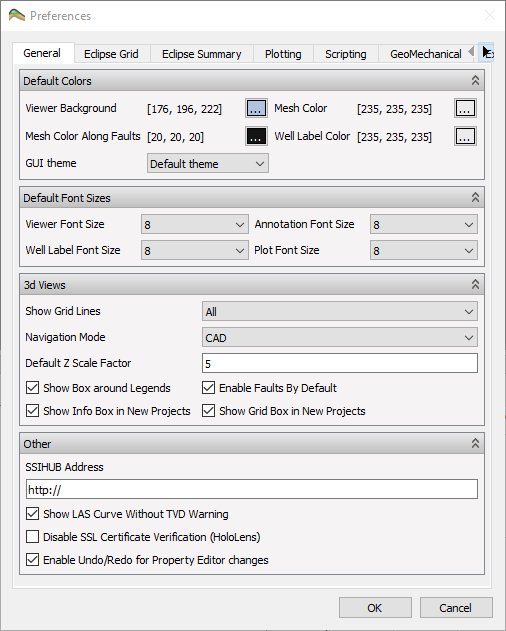 Preferences
General Eclipse Grid Eclipse Summary Plotting Scripting GeoMechanical
Default Colors
Viewer Background [176, 196, 222] ... Mesh Color [235, 235, 235] ...
Mesh Color Along Faults [20, 20, 20] ... Well Label Color [235, 235, 235] ...
GUI theme Default theme
Default Font Sizes
Viewer Font Size 8 Annotation Font Size 8
Well Label Font Size 8 Plot Font Size 8
3d Views
Show Grid Lines All
Navigation Mode CAD
Default Z Scale Factor 5
Show Box around Legends Enable Faults By Default
Show Info Box in New Projects Show Grid Box in New Projects
Other
SSIHUB Address
http://
Show LAS Curve Without TVD Warning
Disable SSL Certificate Verification (HoloLens)
Enable Undo/Redo for Property Editor changes
OK Cancel